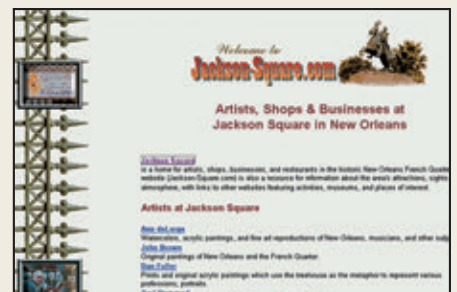 Welcome to
Jackson-Square.com
Artists, Shops & Businesses at
Jackson Square in New Orleans
Jackson Square
is a home for artists, shops, businesses, and restaurants in the historic New Orleans French Quarte
website (Jackson-Square.com) is also a resource for information about the area's attractions, sights
atmosphere, with links to other websites featuring activities, museums, and places of interest.
Artists at Jackson Square
Watercolors, acrylic paintings, and fine art reproductions of New Orleans, musicians, and other subj
John Brown
Original paintings of New Orleans and the French Quarter.
Dan Fuller
Prints and original acrylic paintings which use the treehouse as the metaphor to represent various
professions, portraits.